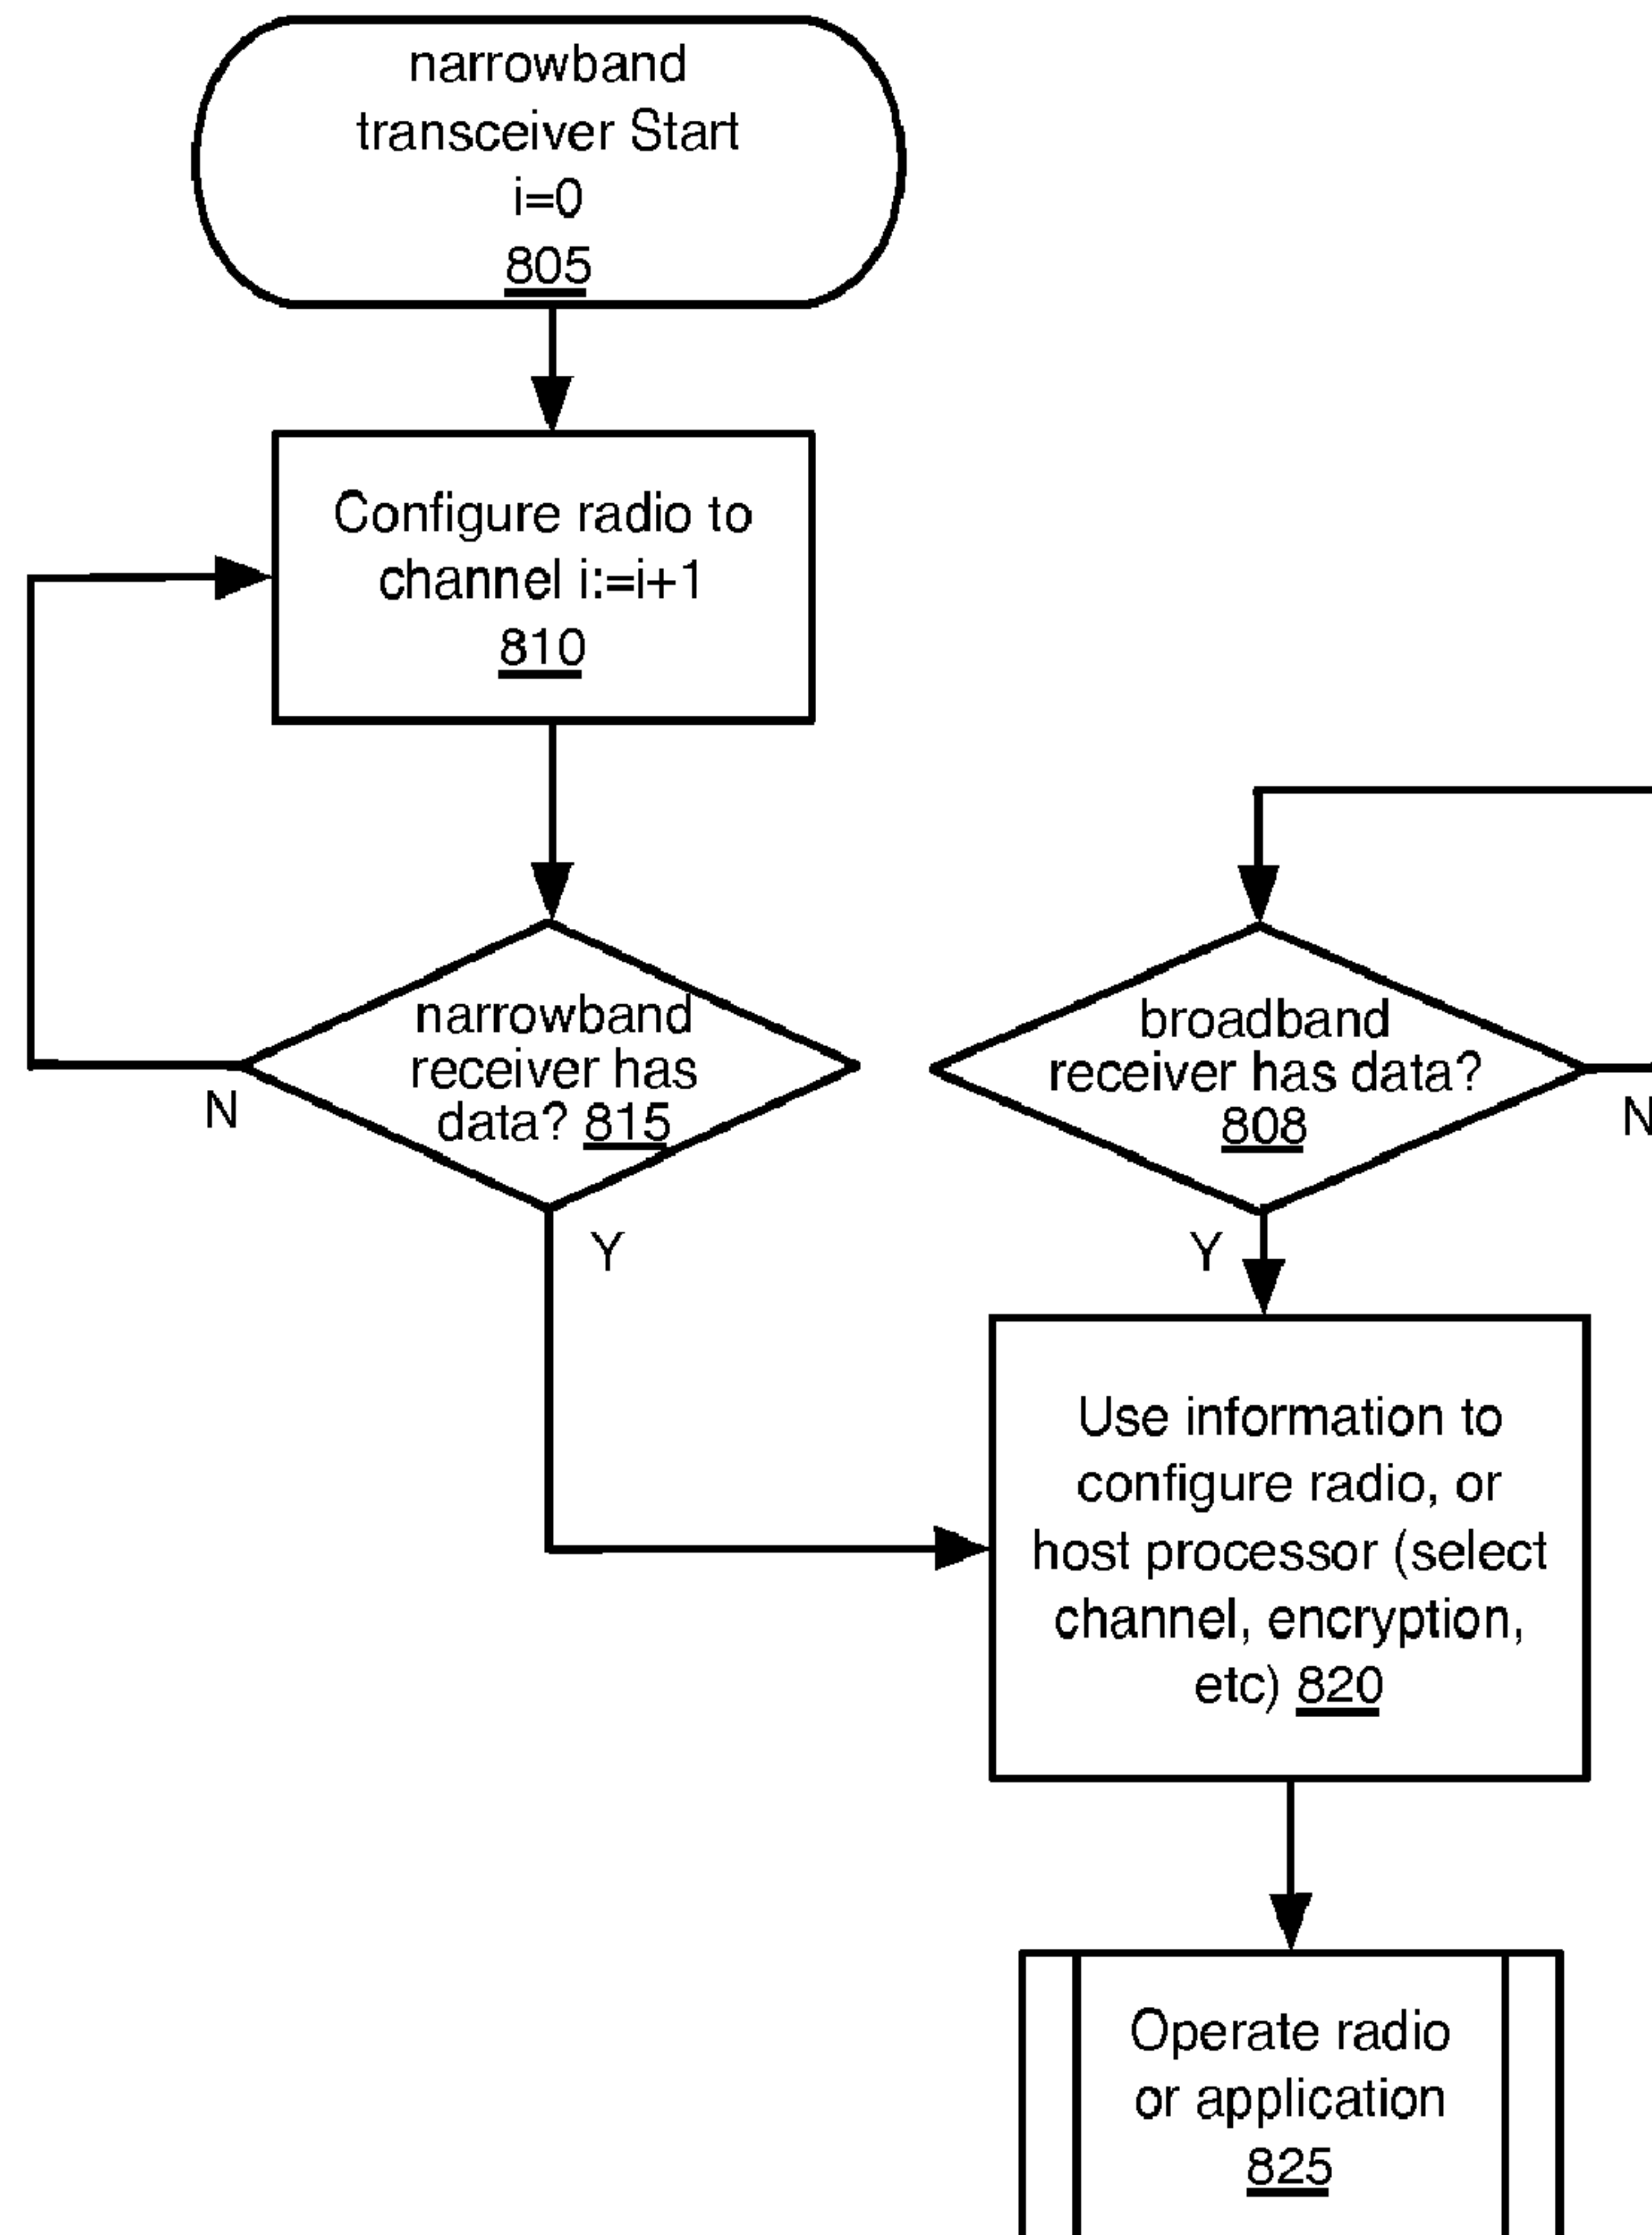 narrowband
transceiver Start
i=0
805
Configure radio to
channel i:=i+1
810
narrowband
receiver has
data? 815
N
Y
broadband
receiver has data?
808
N
Y
Use information to
configure radio, or
host processor (select
channel, encryption,
etc) 820
Operate radio
or application
825